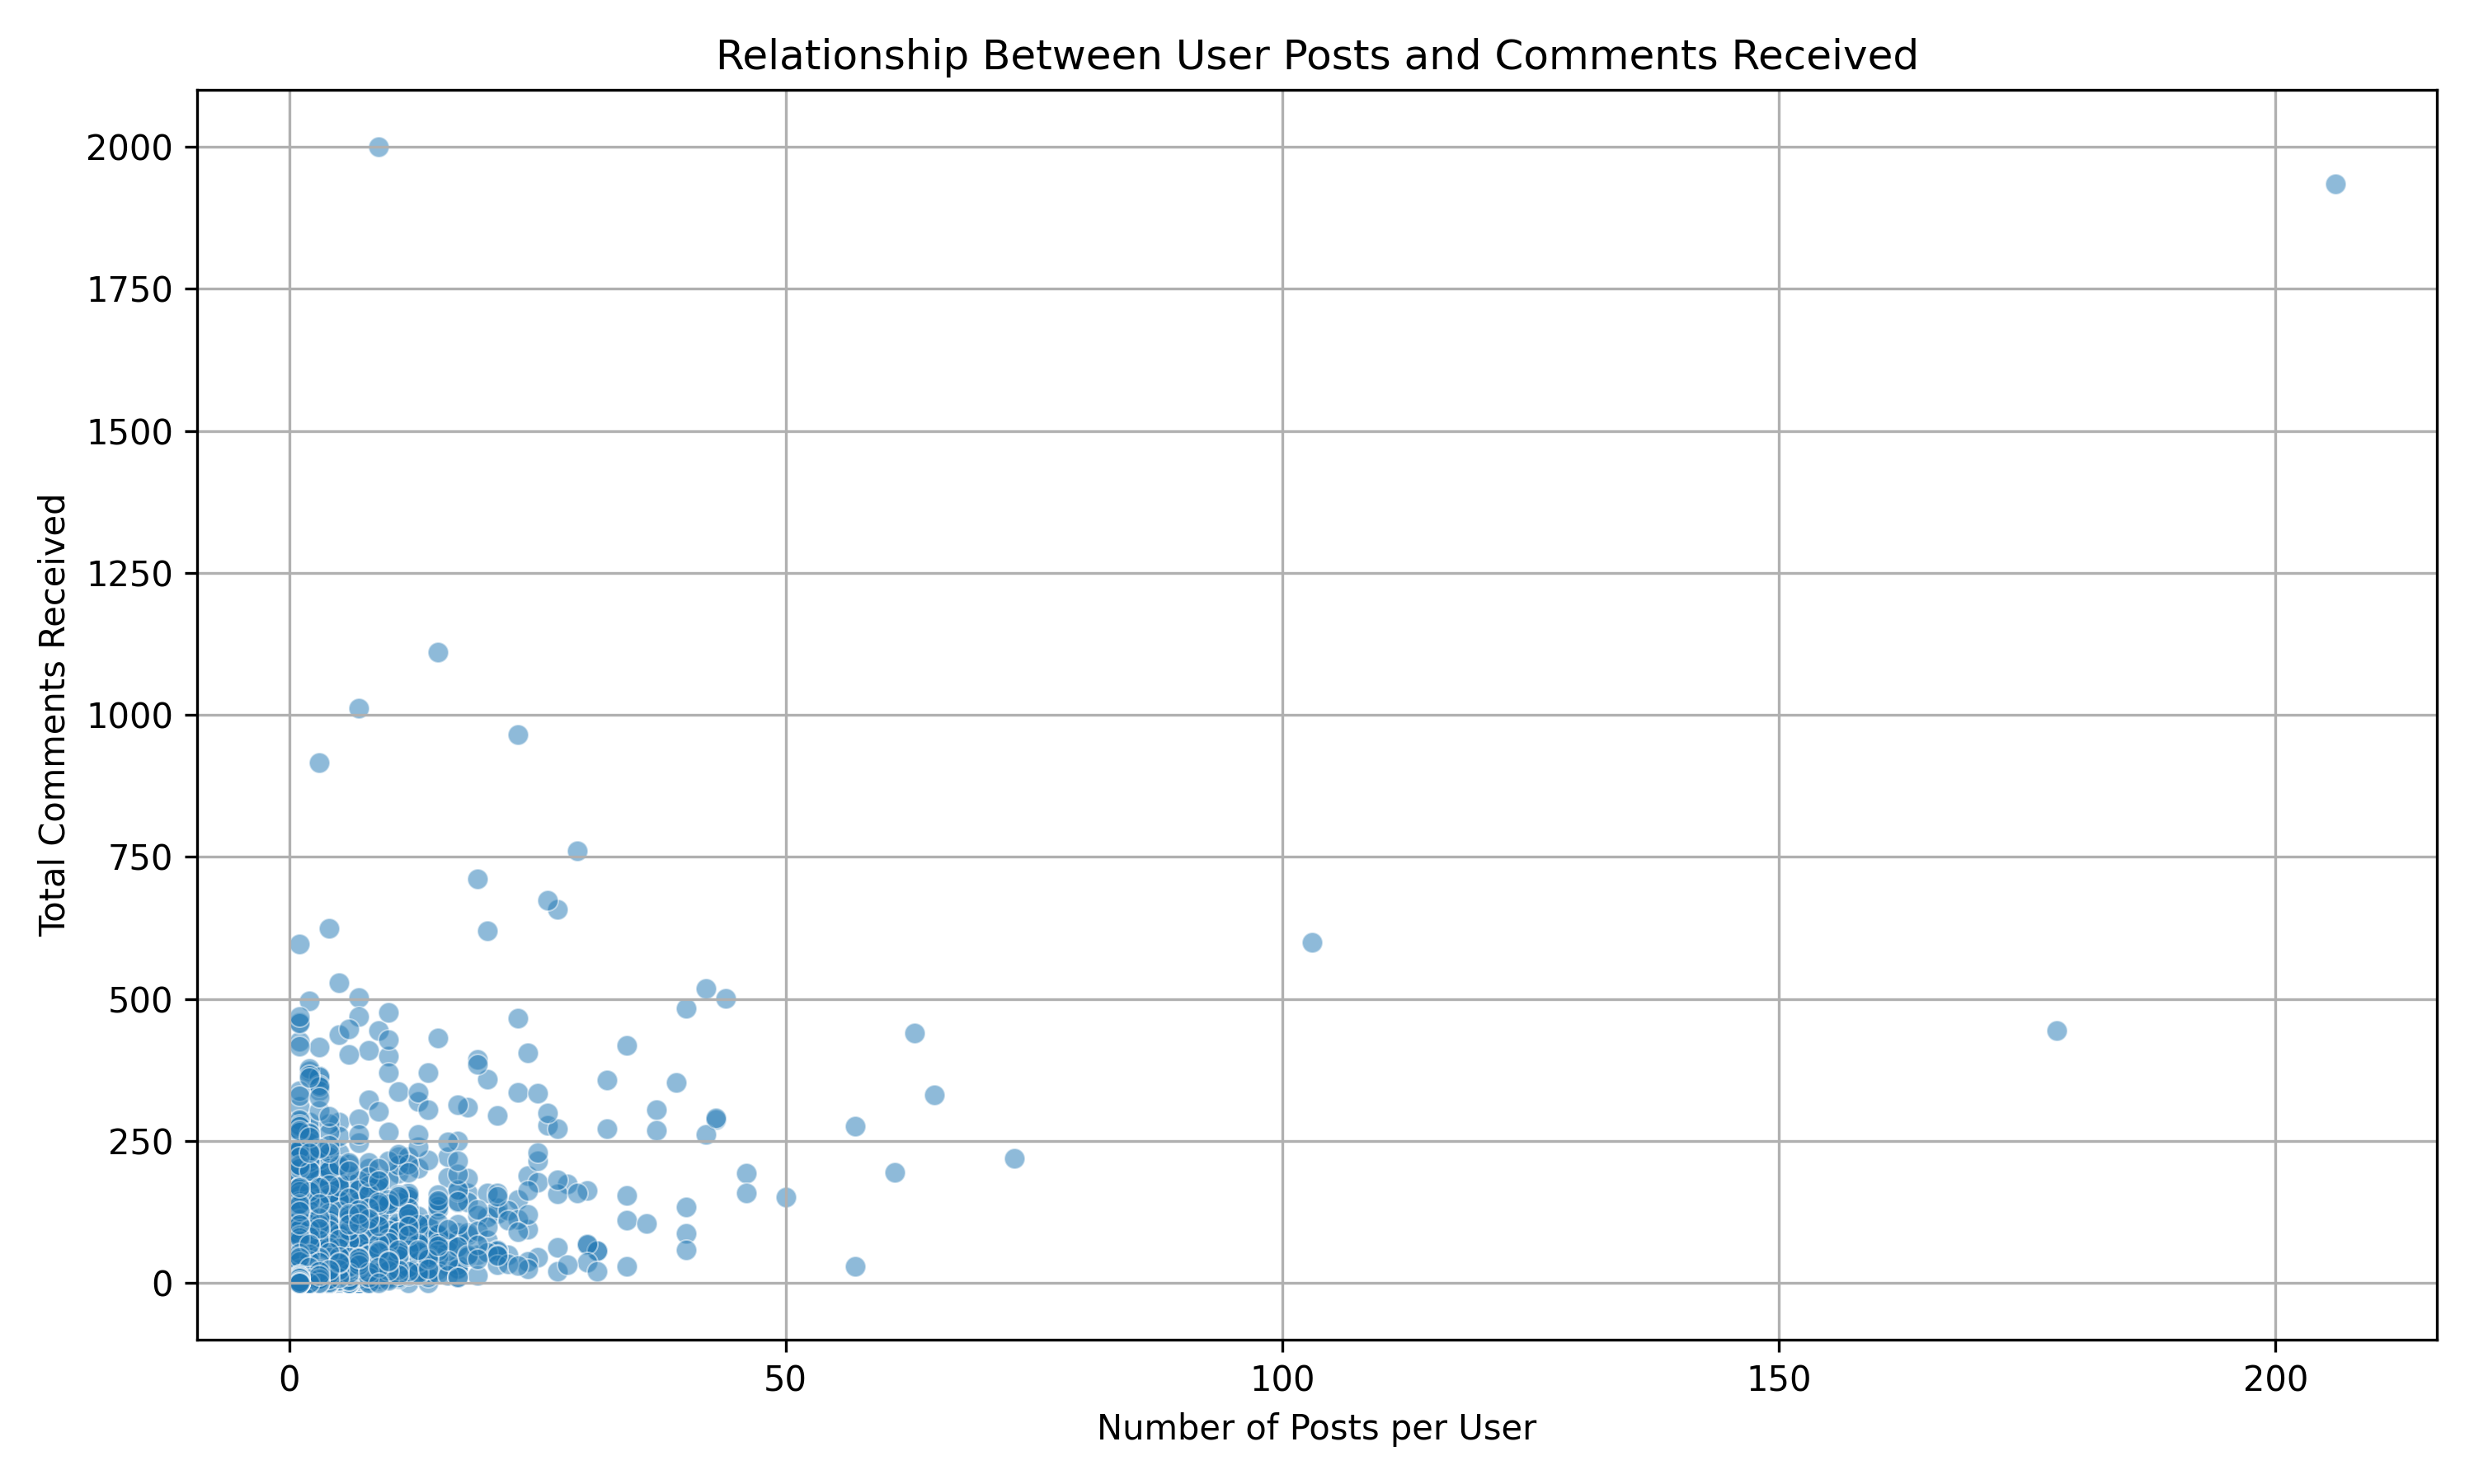 Relationship Between User Posts and Comments Received
2000
1750
1500
1250
1000
750
500
250
0
Total Comments Received
0 50 100 150 200
Number of Posts per User